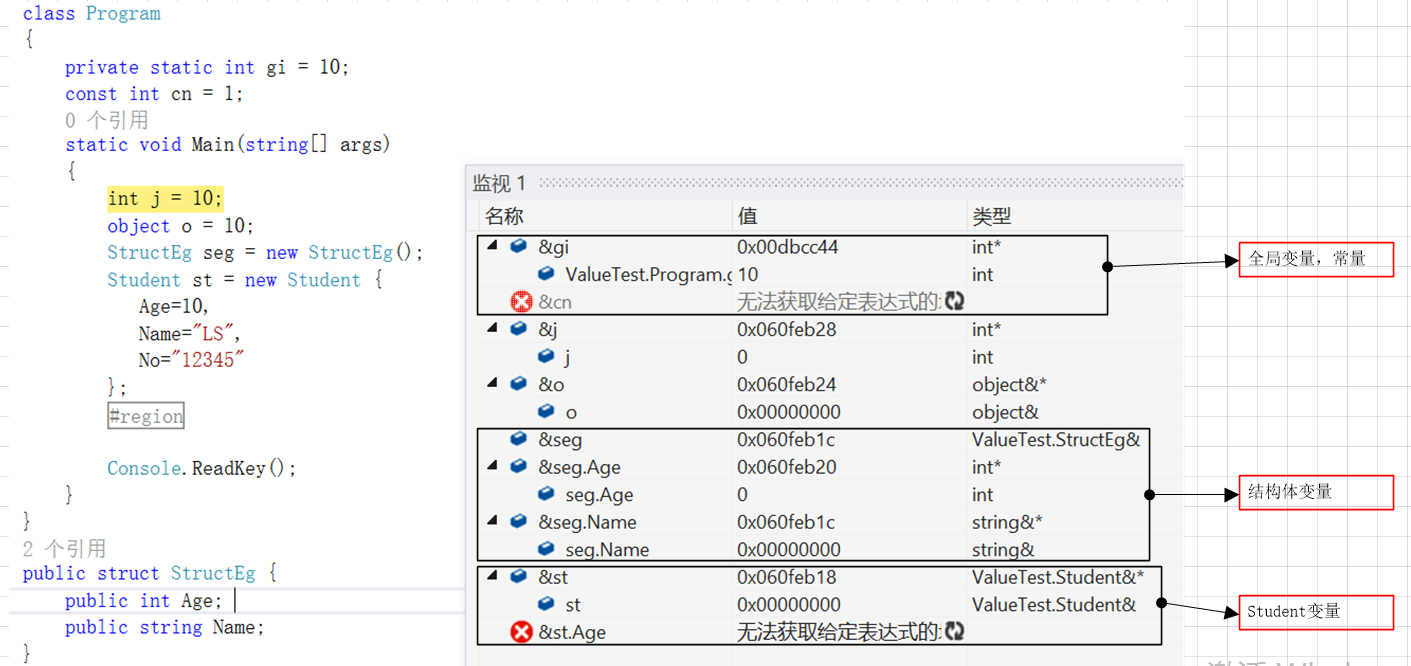 class Program
{
private static int gi = 10;
const int cn = 1;
0 个引用
static void Main(string[] args)
{
int j = 10;
object o = 10;
StructEg seg = new StructEg();
Student st = new Student {
Age=10,
Name="LS",
No="12345"
};
#region
Console.ReadKey();
}
}
2 个引用
public struct StructEg {
public int Age;
public string Name;
}
监视 1
名称 值 类型
&gi 0x00dbcc44 int*
ValueTest.Program.g 10 int
&cn 无法获取给定表达式的
&j 0x060feb28 int*
j 0 int
&o 0x060feb24 object&*
o 0x00000000 object&
&seg 0x060feb1c ValueTest.StructEg&
&seg.Age 0x060feb20 int*
seg.Age 0 int
&seg.Name 0x060feb1c string&*
seg.Name 0x00000000 string&
&st 0x060feb18 ValueTest.Student&*
st 0x00000000 ValueTest.Student&
&st.Age 无法获取给定表达式的
全局变量，常量
结构体变量
Student变量